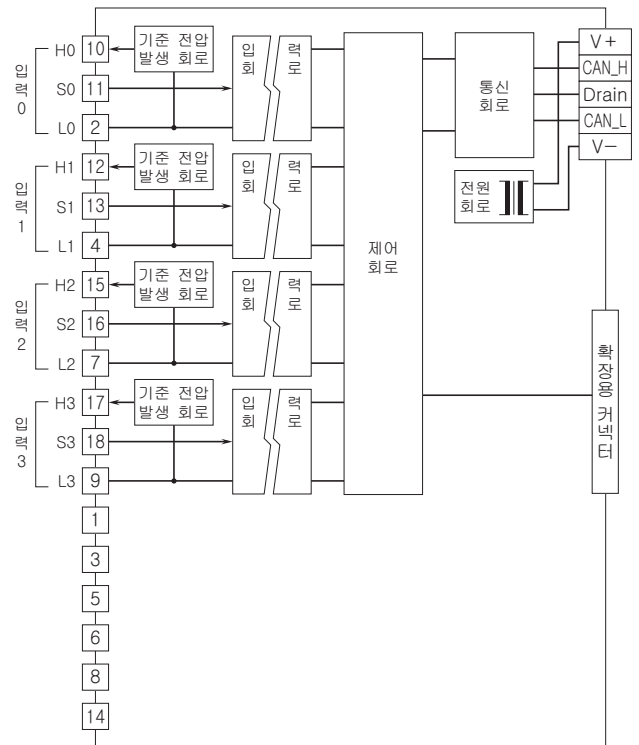 입력0
H0 10
S0 11
L0 2
기준 전압
발생 회로
입 력
회 로
입력1
H1 12
S1 13
L1 4
기준 전압
발생 회로
입 력
회 로
입력2
H2 15
S2 16
L2 7
기준 전압
발생 회로
입 력
회 로
입력3
H3 17
S3 18
L3 9
기준 전압
발생 회로
입 력
회 로
1
3
5
6
8
14
제어
회로
통신
회로
전원
회로
V+
CAN_H
Drain
CAN_L
V−
확장용 커넥터